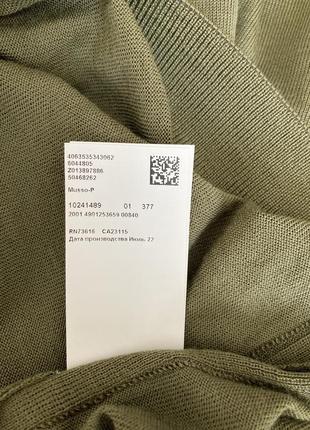 4063535343962
6044805
Z013897886
50468262
Musso-P
10241489 01 377
2001 4901253659 00840
RN73616 CA23115
Дата производства Июль 22